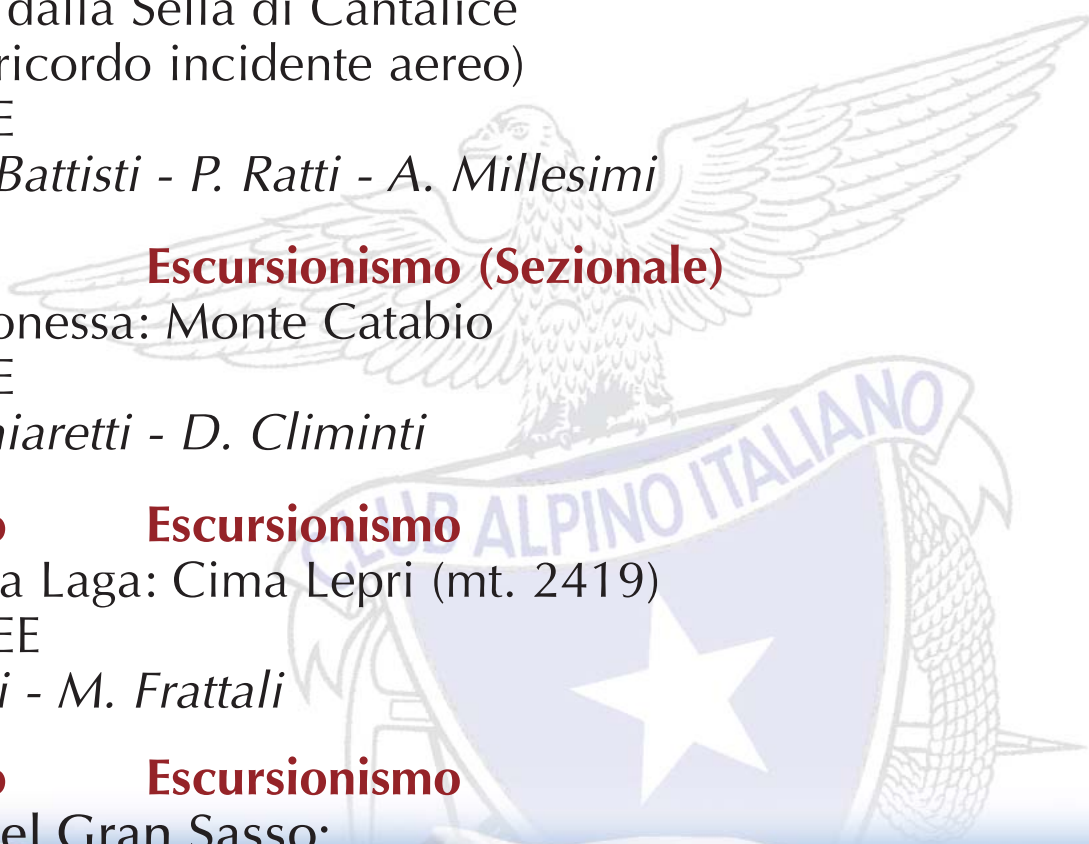 dalla Sella di Cantalice
ricordo incidente aereo)
E
Battisti - P. Ratti - A. Millesimi
Escursionismo (Sezionale)
onessa: Monte Catabio
E
iaretti - D. Climinti
CLUB ALPINO ITALIANO
o Escursionismo
a Laga: Cima Lepri (mt. 2419)
EE
i - M. Frattali
o Escursionismo
el Gran Sasso: